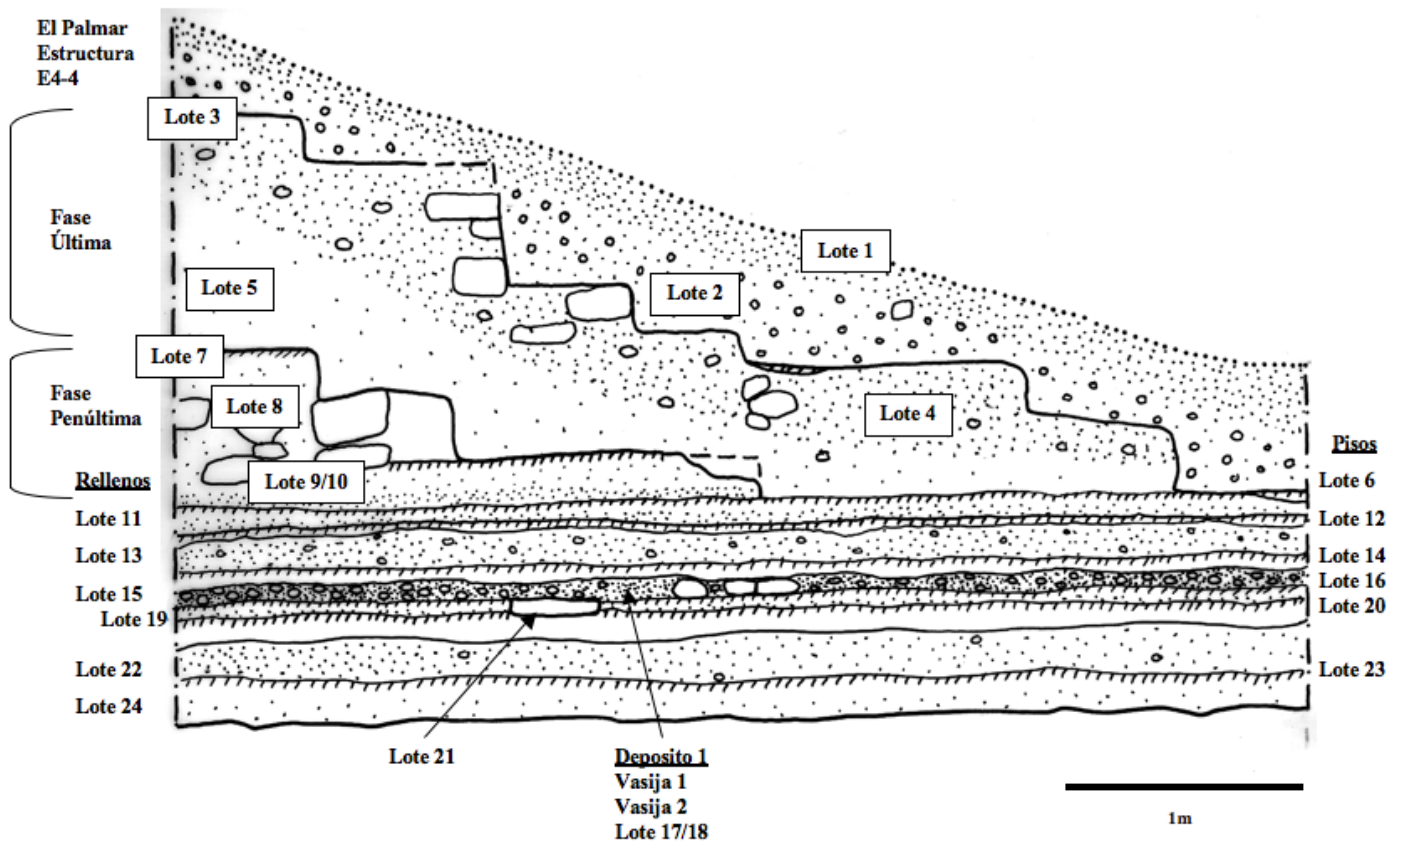 El Palmar
Estructura
E4-4
Lote 3
Fase
Última
Lote 1
Lote 5
Lote 2
Lote 7
Fase
Penúltima
Lote 8
Lote 4
Pisos
Rellenos
Lote 9/10
Lote 6
Lote 11
Lote 12
Lote 13
Lote 14
Lote 15
Lote 16
Lote 19
Lote 20
Lote 22
Lote 23
Lote 24
Lote 21
Deposito 1
Vasija 1
Vasija 2
Lote 17/18
1m